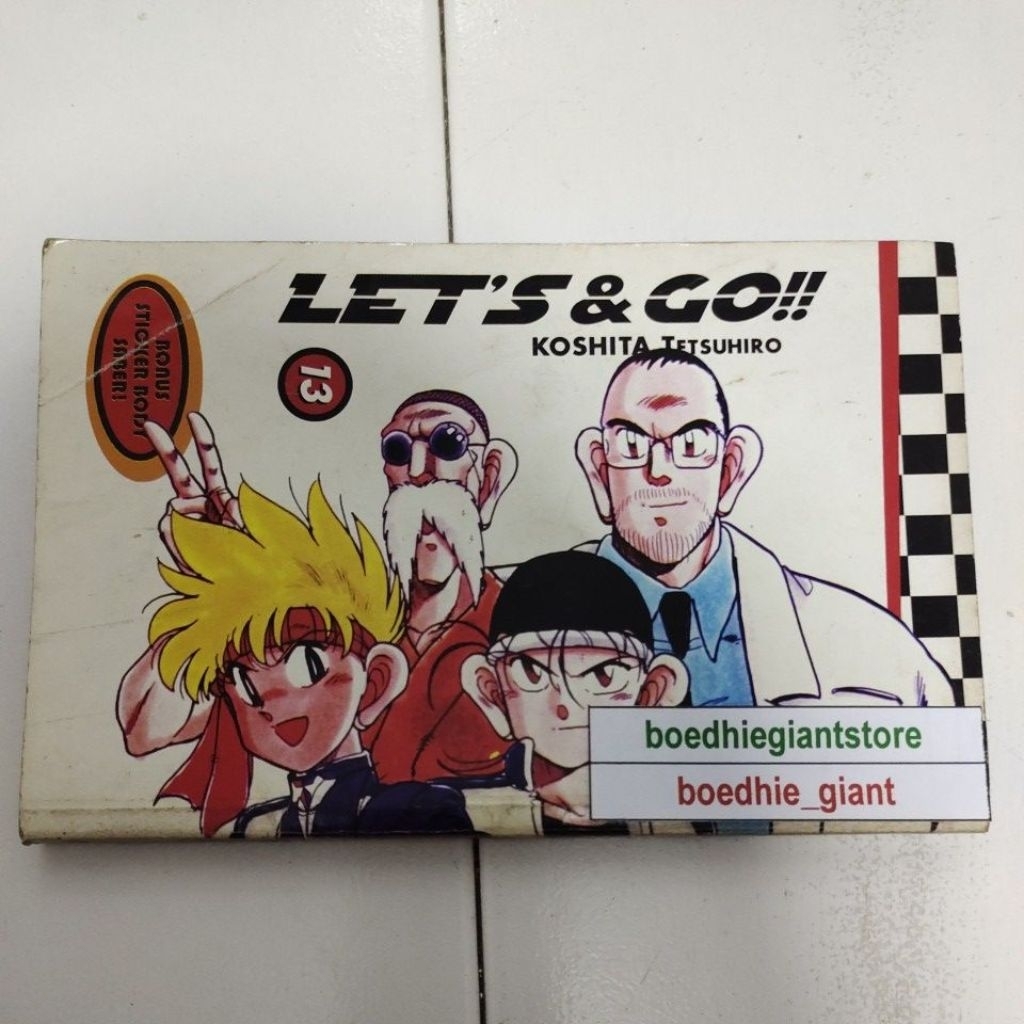 LET'S & GO!!
KOSHITA TETSUHIRO
BONUS
STICKER BODY
SABER!
13
boedhiegiantstore
boedhie_giant